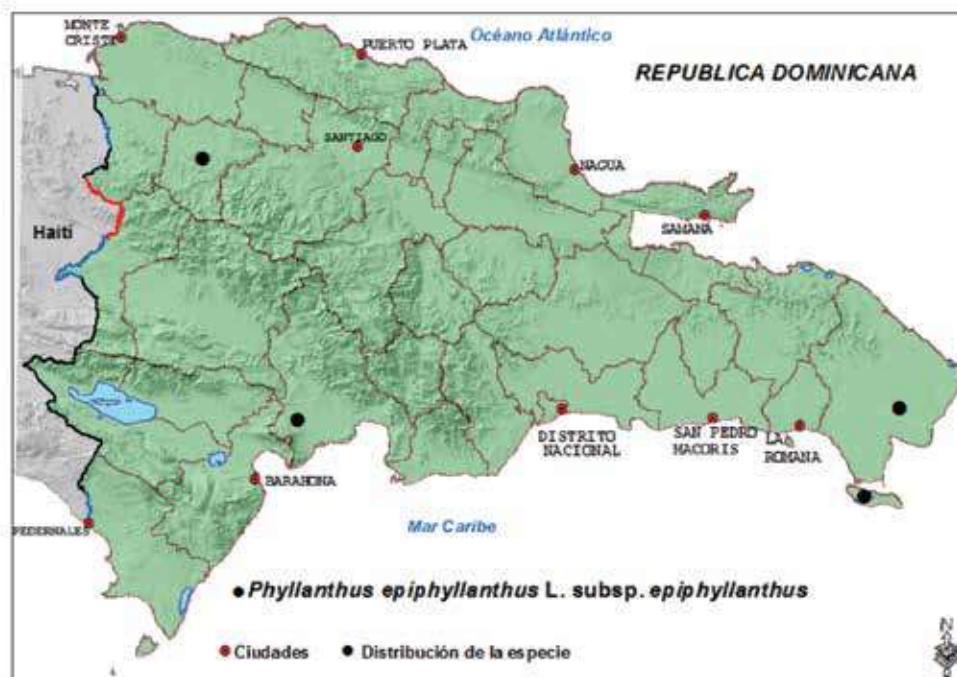 MONTE
CRISTI
PUERTO PLATA
Océano Atlántico
REPUBLICA DOMINICANA
SANTIAGO
NAGUA
SAMANA
Haití
DISTRITO
NACIONAL
SAN PEDRO
MACORIS
LA
ROMANA
BARAHONA
PEDERNALES
Mar Caribe
Phyllanthus epiphyllanthus L. subsp. epiphyllanthus
Ciudades
Distribución de la especie
N